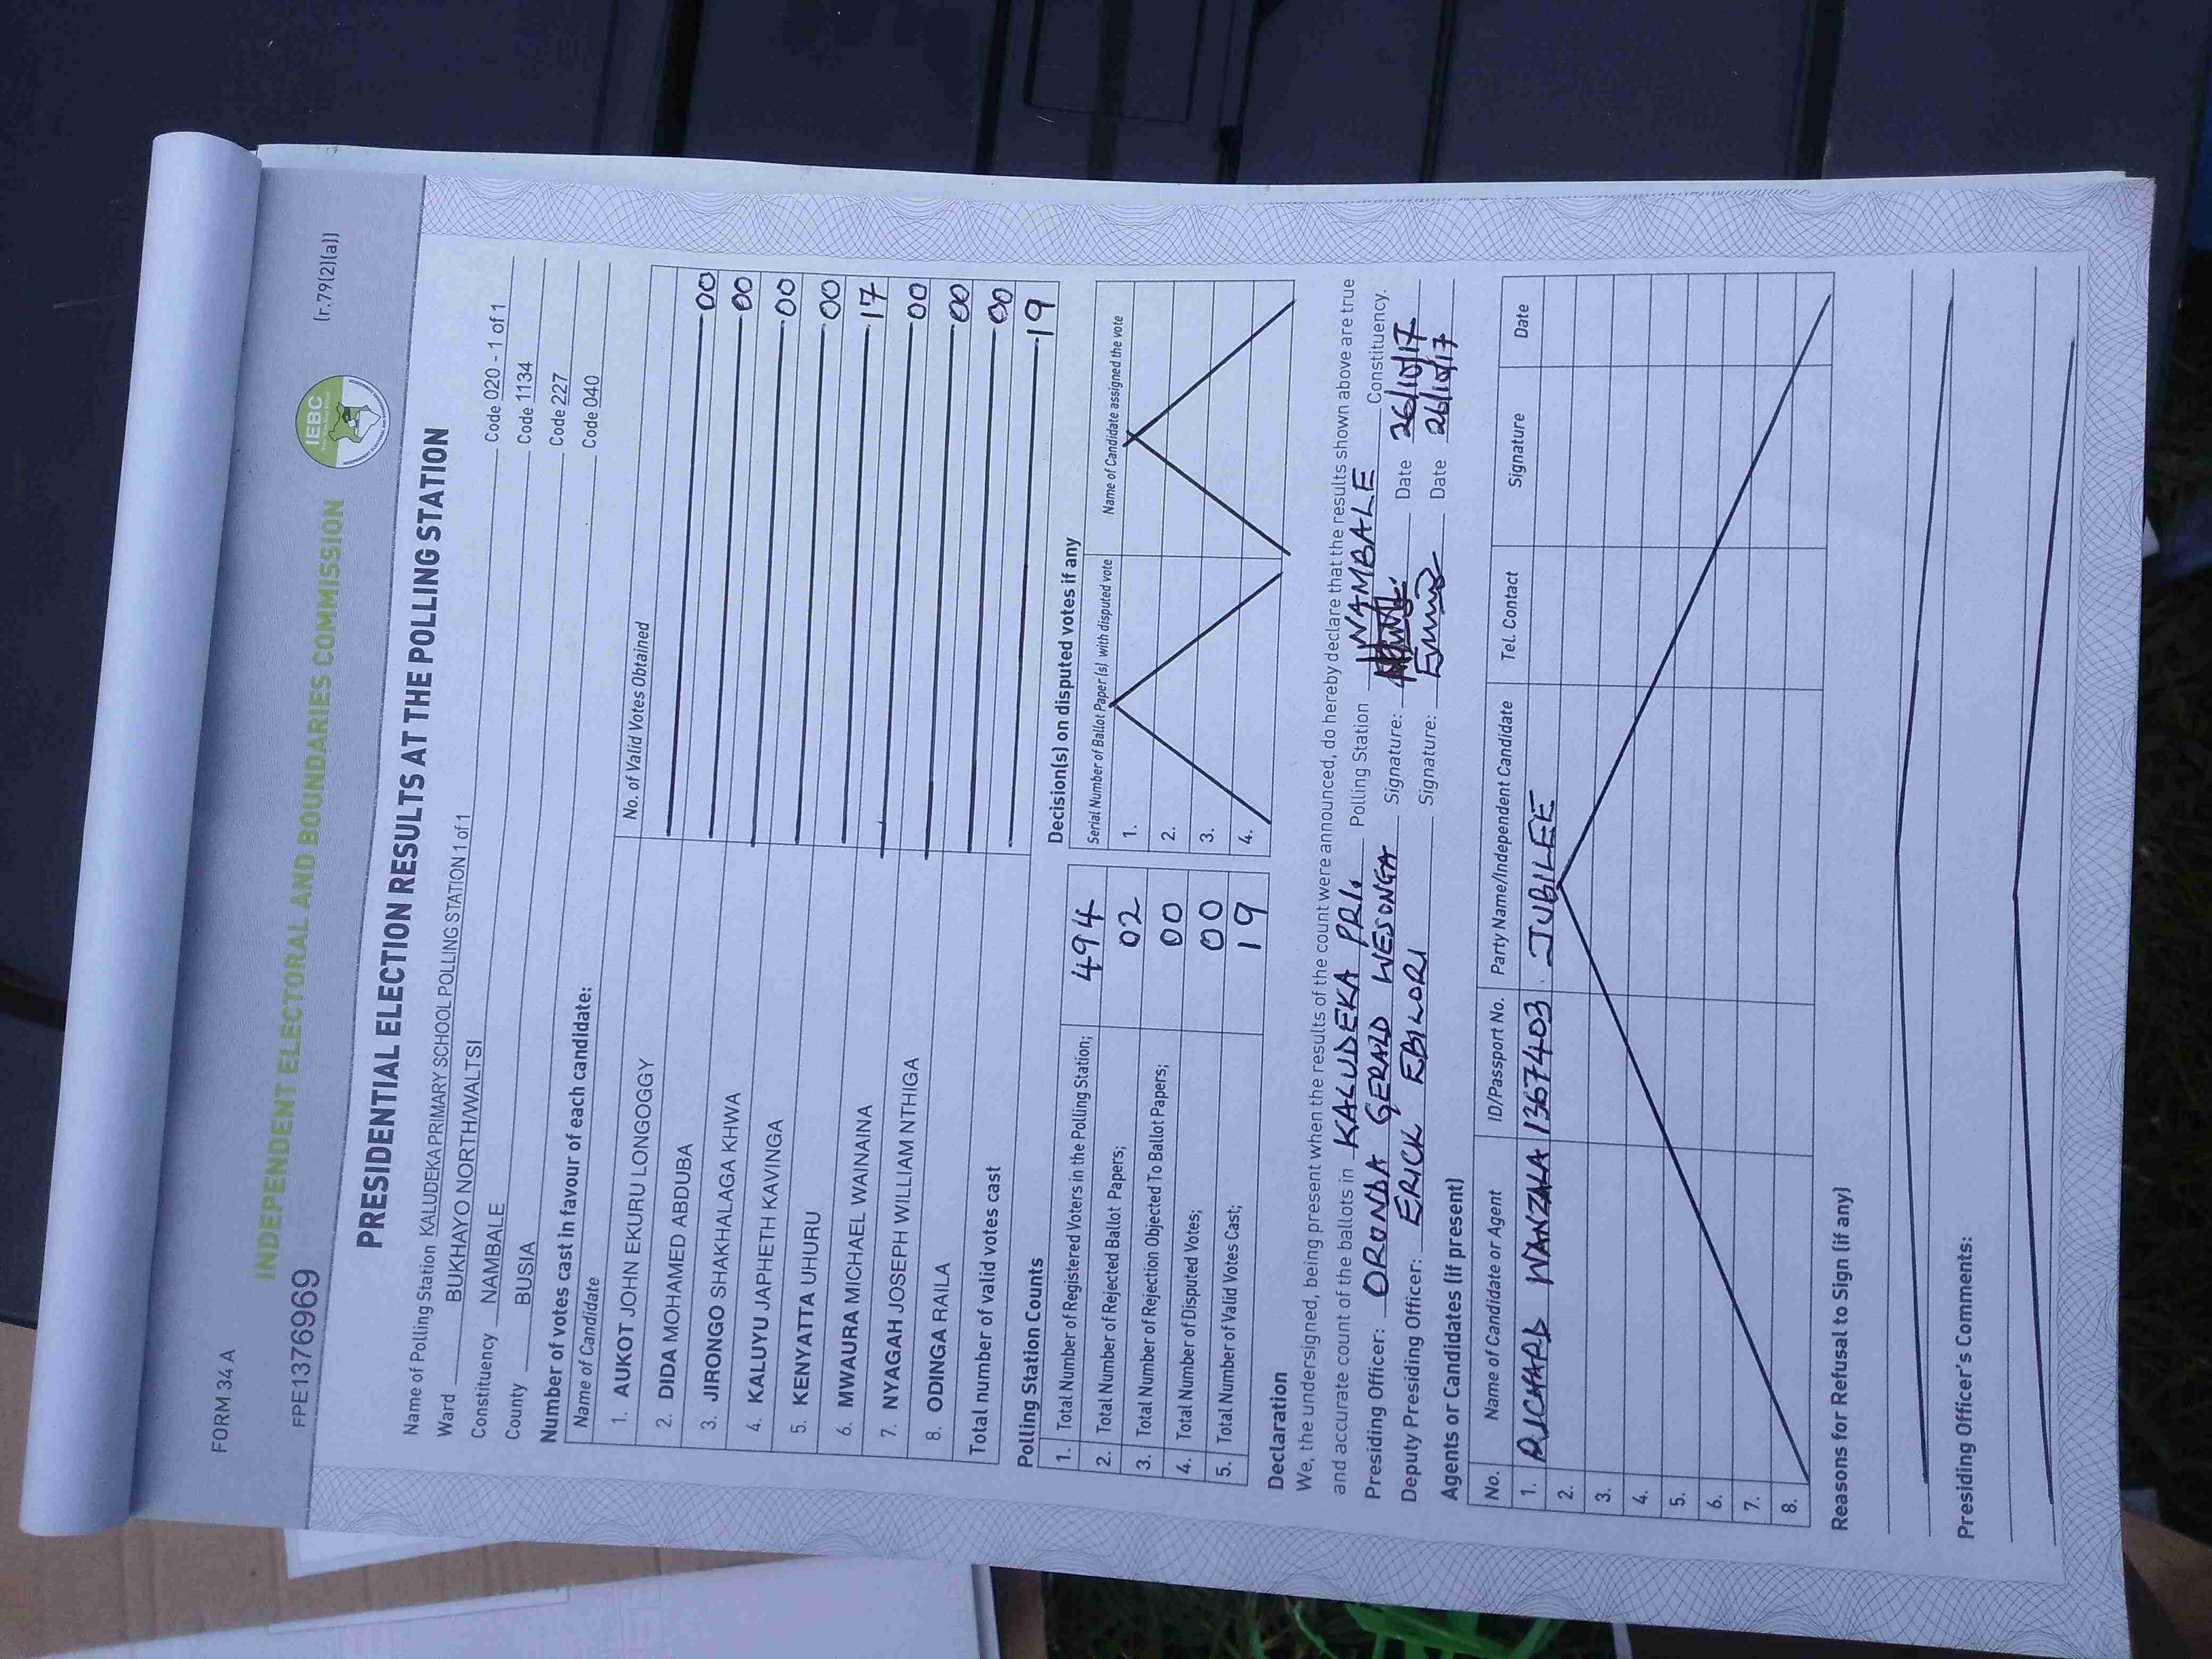 FORM 34 A
(r.79(2)(a))
INDEPENDENT ELECTORAL AND BOUNDARIES COMMISSION
IEBC
FPE1376969
PRESIDENTIAL ELECTION RESULTS AT THE POLLING STATION
Name of Polling Station KALUDEKA PRIMARY SCHOOL POLLING STATION 1 of 1 Code 020 - 1 of 1
Ward BUKHAYO NORTH/WALTSI Code 1134
Constituency NAMBALE Code 227
County BUSIA Code 040
Number of votes cast in favour of each candidate:
Name of Candidate No. of Valid Votes Obtained
1. AUKOT JOHN EKURU LONGOGGY 00
2. DIDA MOHAMED ABDUBA 00
3. JIRONGO SHAKHALAGA KHWA 00
4. KALUYU JAPHETH KAVINGA 00
5. KENYATTA UHURU 17
6. MWAURA MICHAEL WAINAINA 00
7. NYAGAH JOSEPH WILLIAM NTHIGA 00
8. ODINGA RAILA 00
Total number of valid votes cast 19
Polling Station Counts
1. Total Number of Registered Voters in the Polling Station; 494
2. Total Number of Rejected Ballot Papers; 02
3. Total Number of Rejection Objected To Ballot Papers; 00
4. Total Number of Disputed Votes; 00
5. Total Number of Valid Votes Cast; 19
Decision(s) on disputed votes if any
Serial Number of Ballot Paper (s) with disputed vote Name of Candidate assigned the vote
1.
2.
3.
4.
Declaration
We, the undersigned, being present when the results of the count were announced, do hereby declare that the results shown above are true
and accurate count of the ballots in KALUDEKA PRI. Polling Station NAMBALE Constituency.
Presiding Officer: ORONDA GERALD WESONGA Signature: Date 26/10/17
Deputy Presiding Officer: ERICK EBILORI Signature: Date 26/10/17
Agents or Candidates (if present)
No. Name of Candidate or Agent ID/Passport No. Party Name/Independent Candidate Tel. Contact Signature Date
1. RICHARD WANZALA 13667403 JUBILEE
2.
3.
4.
5.
6.
7.
8.
Reasons for Refusal to Sign (if any)
Presiding Officer's Comments: